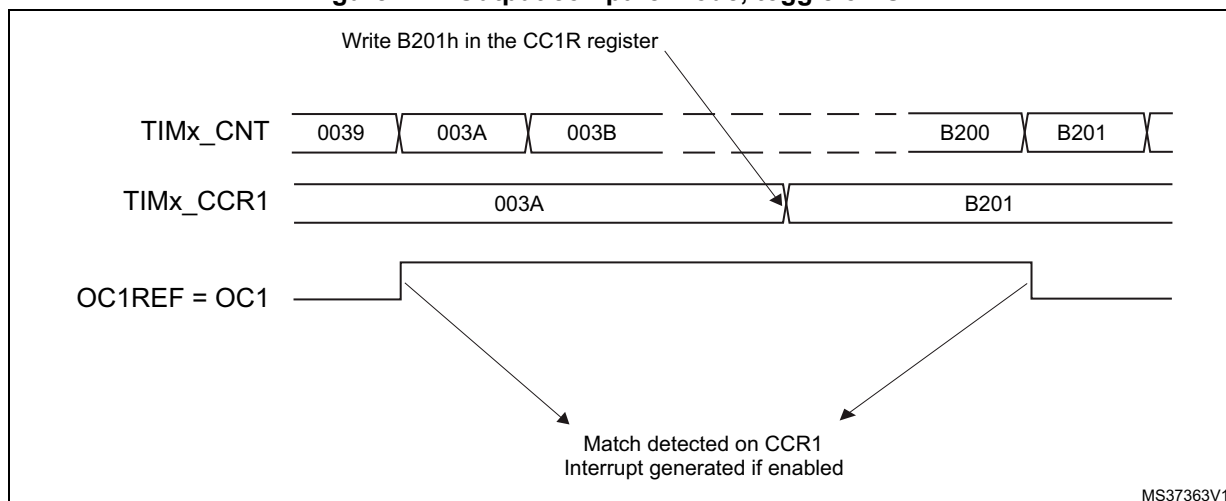 Write B201h in the CC1R register
TIMx_CNT 0039 003A 003B B200 B201
TIMx_CCR1 003A B201
OC1REF = OC1
Match detected on CCR1
Interrupt generated if enabled
MS37363V1